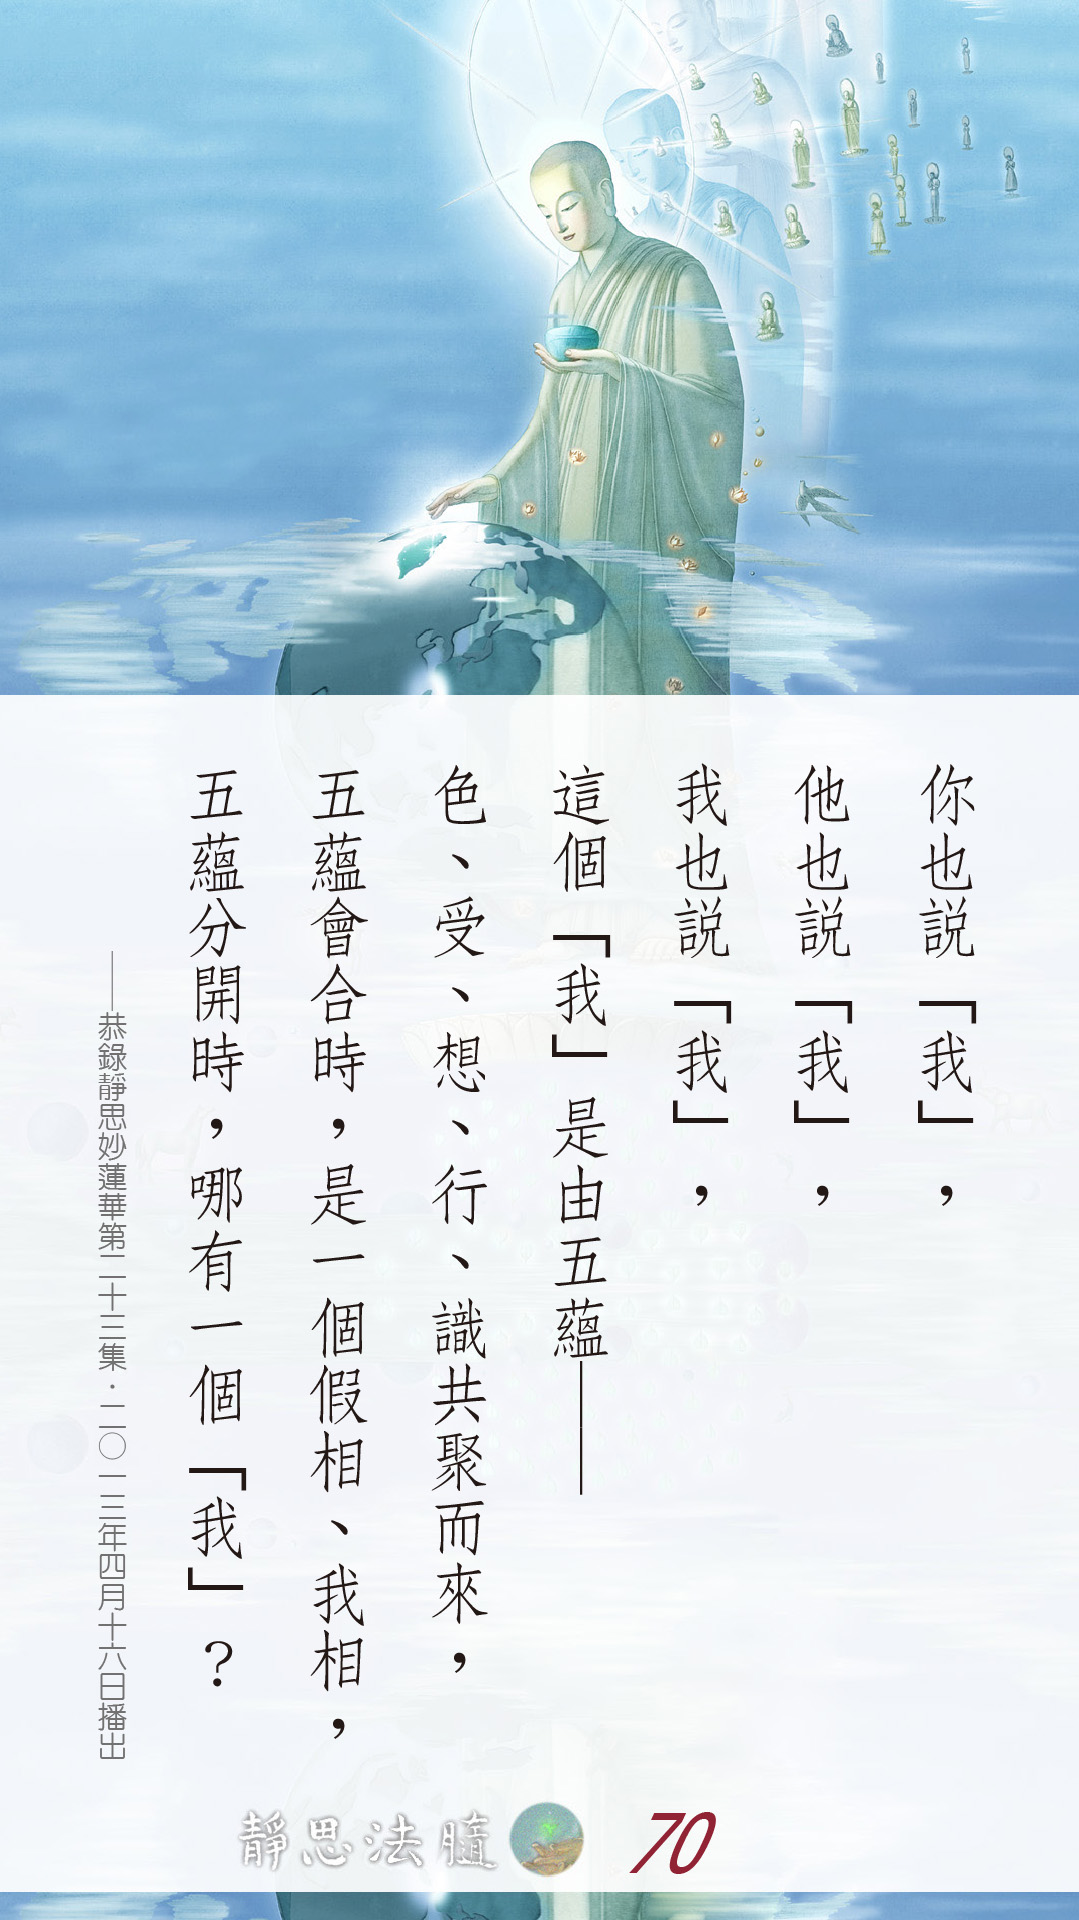 你也説「我」，
他也説「我」，
我也説「我」，
這個「我」是由五蘊——
色、受、想、行、識共聚而來，
五蘊會合時，是一個假相、我相，
五蘊分開時，哪有一個「我」？
——恭錄靜思妙蓮華第二十三集．二〇一三年四月十六日播出
靜思法髓
70